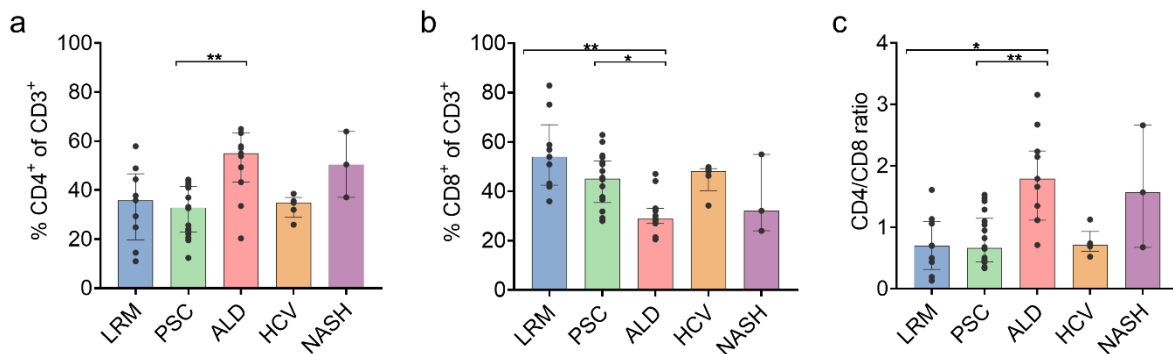 a
% CD4⁺ of CD3⁺
100
80
60
40
20
0
**
LRM
PSC
ALD
HCV
NASH
b
% CD8⁺ of CD3⁺
100
80
60
40
20
0
**
*
LRM
PSC
ALD
HCV
NASH
c
CD4/CD8 ratio
4
3
2
1
0
*
**
LRM
PSC
ALD
HCV
NASH